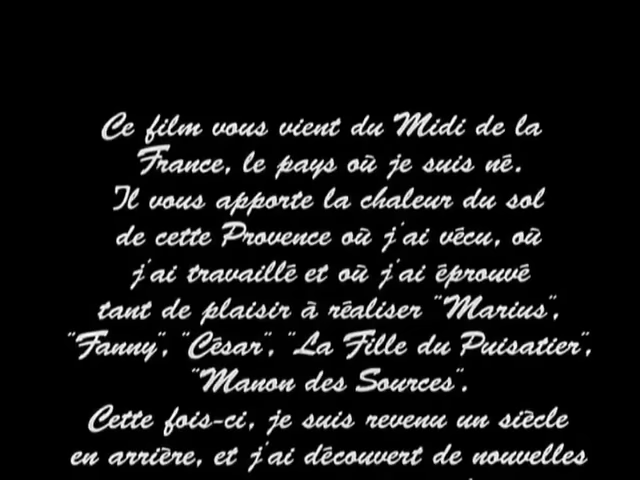 Ce film vous vient du Midi de la
France, le pays où je suis né.
Il vous apporte la chaleur du sol
de cette Provence où j'ai vécu, où
j'ai travaillé et où j'ai éprouvé
tant de plaisir à réaliser "Marius",
"Fanny", "César", "La Fille du Puisatier",
"Manon des Sources".
Cette fois-ci, je suis revenu un siècle
en arrière, et j'ai découvert de nouvelles